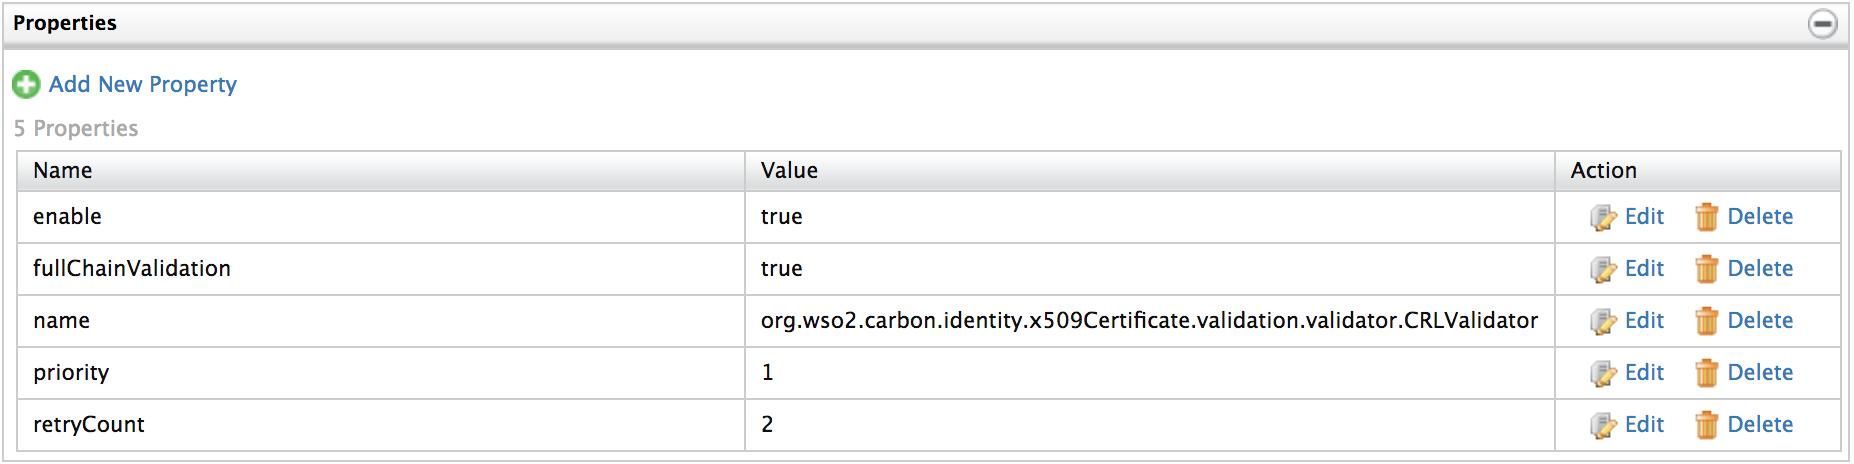 Properties
Add New Property
5 Properties
Name Value Action
enable true Edit Delete
fullChainValidation true Edit Delete
name org.wso2.carbon.identity.x509Certificate.validation.validator.CRLValidator Edit Delete
priority 1 Edit Delete
retryCount 2 Edit Delete